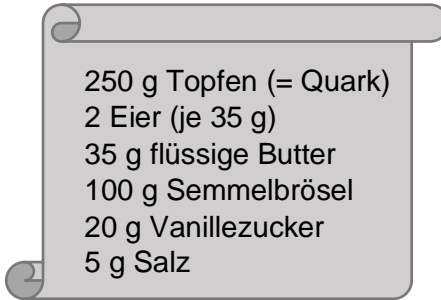 250 g Topfen (= Quark)
2 Eier (je 35 g)
35 g flüssige Butter
100 g Semmelbrösel
20 g Vanillezucker
5 g Salz